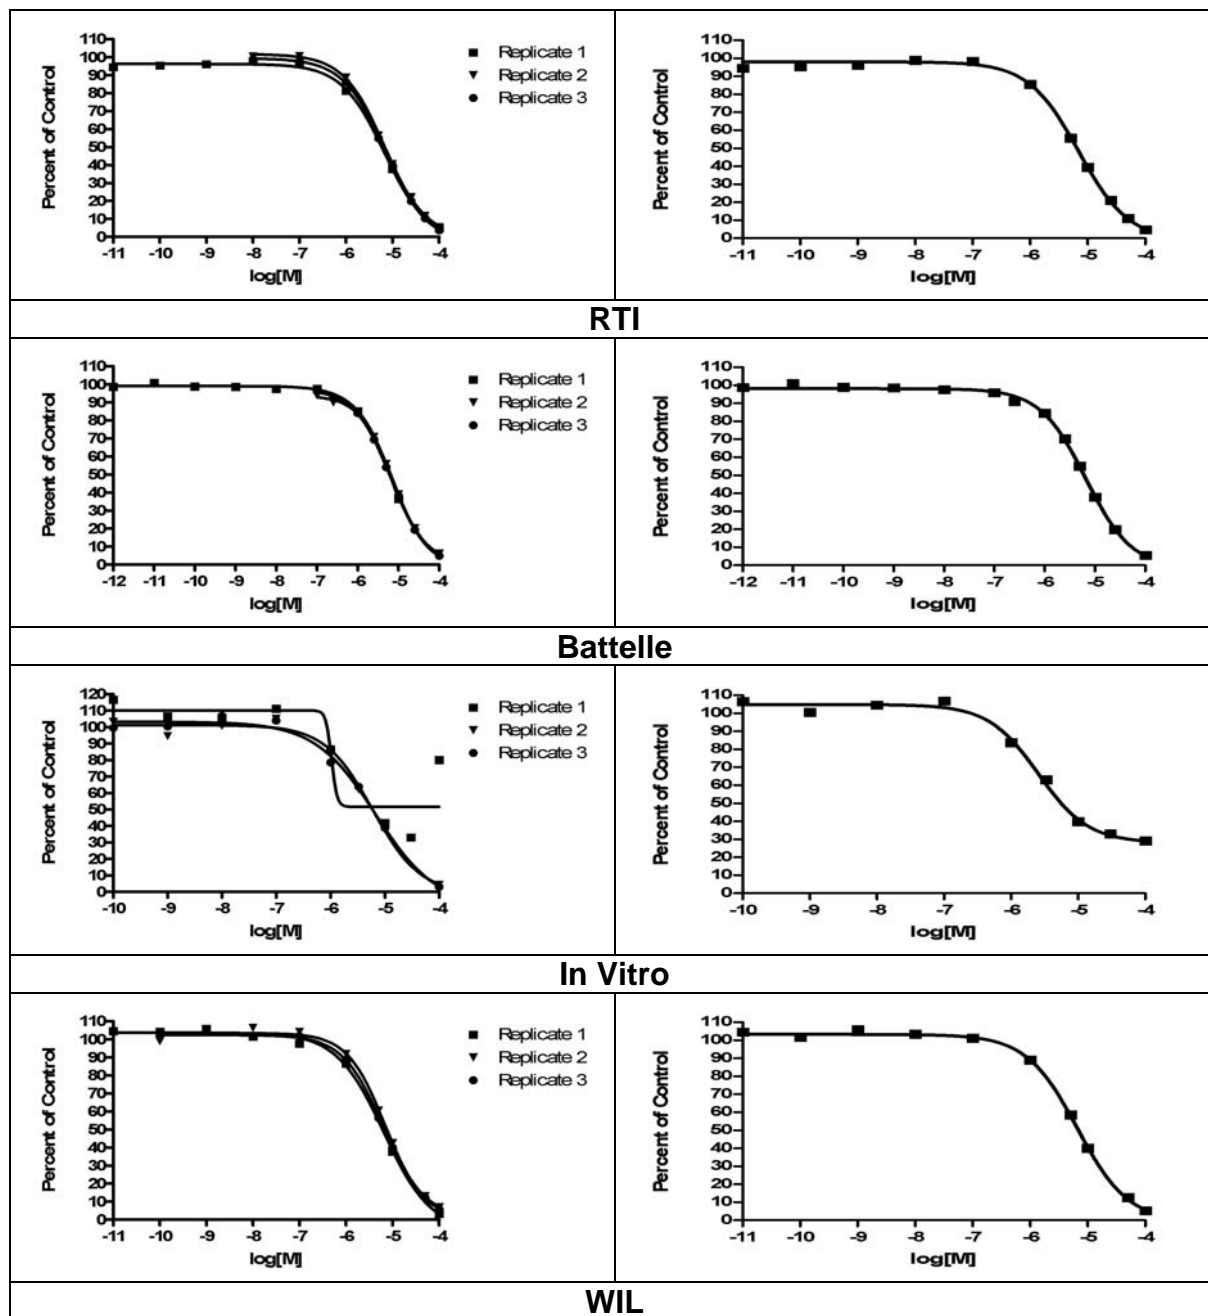 110
100
90
80
70
60
50
40
30
20
10
0
Percent of Control
-11 -10 -9 -8 -7 -6 -5 -4
log[M]
Replicate 1
Replicate 2
Replicate 3
110
100
90
80
70
60
50
40
30
20
10
0
Percent of Control
-11 -10 -9 -8 -7 -6 -5 -4
log[M]
RTI
110
100
90
80
70
60
50
40
30
20
10
0
Percent of Control
-12 -11 -10 -9 -8 -7 -6 -5 -4
log[M]
Replicate 1
Replicate 2
Replicate 3
110
100
90
80
70
60
50
40
30
20
10
0
Percent of Control
-12 -11 -10 -9 -8 -7 -6 -5 -4
log[M]
Battelle
120
110
100
90
80
70
60
50
40
30
20
10
0
Percent of Control
-10 -9 -8 -7 -6 -5 -4
log[M]
Replicate 1
Replicate 2
Replicate 3
110
100
90
80
70
60
50
40
30
20
10
0
Percent of Control
-10 -9 -8 -7 -6 -5 -4
log[M]
In Vitro
110
100
90
80
70
60
50
40
30
20
10
0
Percent of Control
-11 -10 -9 -8 -7 -6 -5 -4
log[M]
Replicate 1
Replicate 2
Replicate 3
110
100
90
80
70
60
50
40
30
20
10
0
Percent of Control
-11 -10 -9 -8 -7 -6 -5 -4
log[M]
WIL